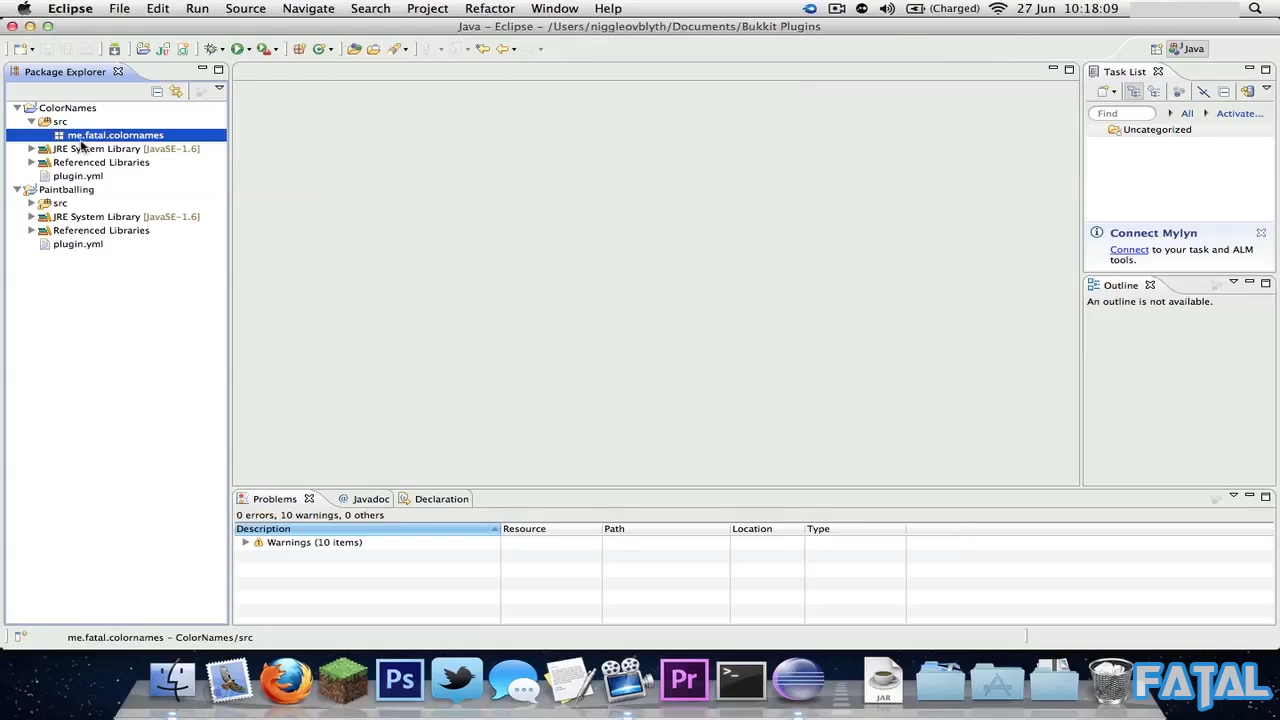 Eclipse File Edit Run Source Navigate Search Project Refactor Window Help (Charged) 27 Jun 10:18:09
Java - Eclipse - /Users/niggleovblyth/Documents/Bukkit Plugins
Java
Package Explorer
ColorNames
src
me.fatal.colornames
JRE System Library [JavaSE-1.6]
Referenced Libraries
plugin.yml
Paintballing
src
JRE System Library [JavaSE-1.6]
Referenced Libraries
plugin.yml
Task List
Find All Activate...
Uncategorized
Connect Mylyn
Connect to your task and ALM
tools.
Outline
An outline is not available.
Problems Javadoc Declaration
0 errors, 10 warnings, 0 others
Description Resource Path Location Type
Warnings (10 items)
me.fatal.colornames - ColorNames/src
Ps
Pr
JAR
FATAL